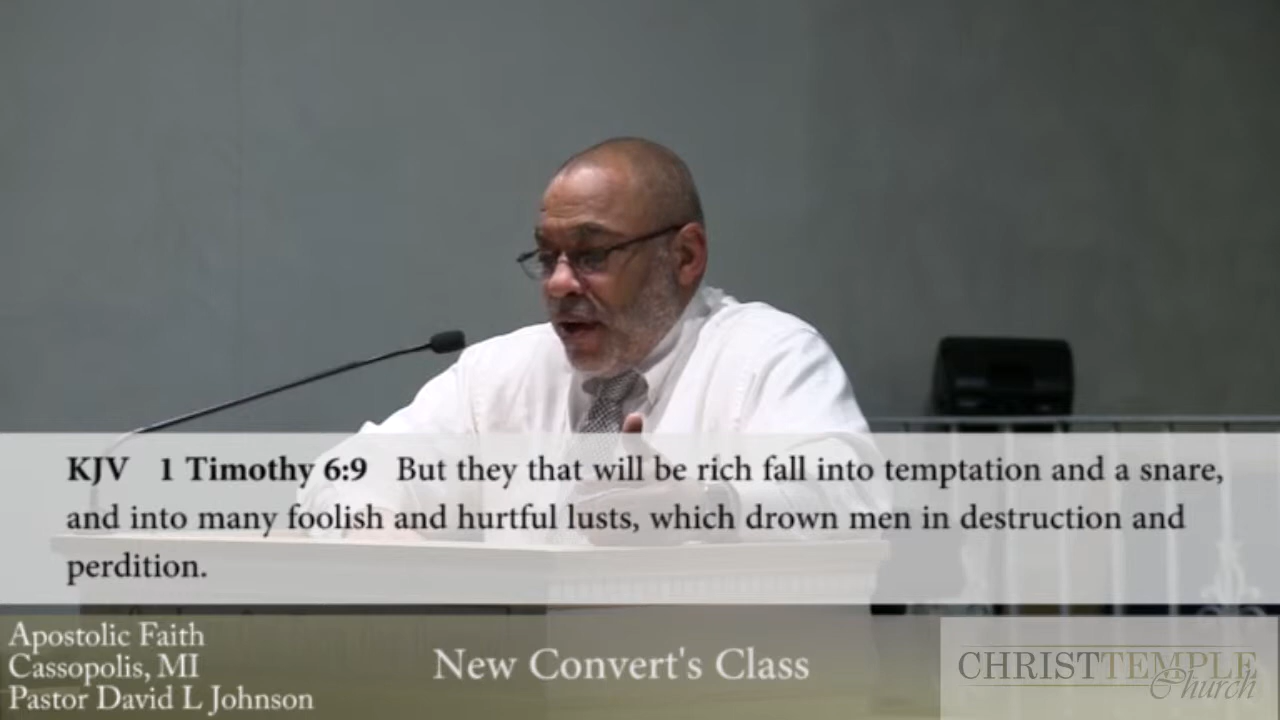 KJV 1 Timothy 6:9 But they that will be rich fall into temptation and a snare,
and into many foolish and hurtful lusts, which drown men in destruction and
perdition.
Apostolic Faith
Cassopolis, MI
Pastor David L Johnson
New Convert's Class
CHRISTTEMPLE
Church